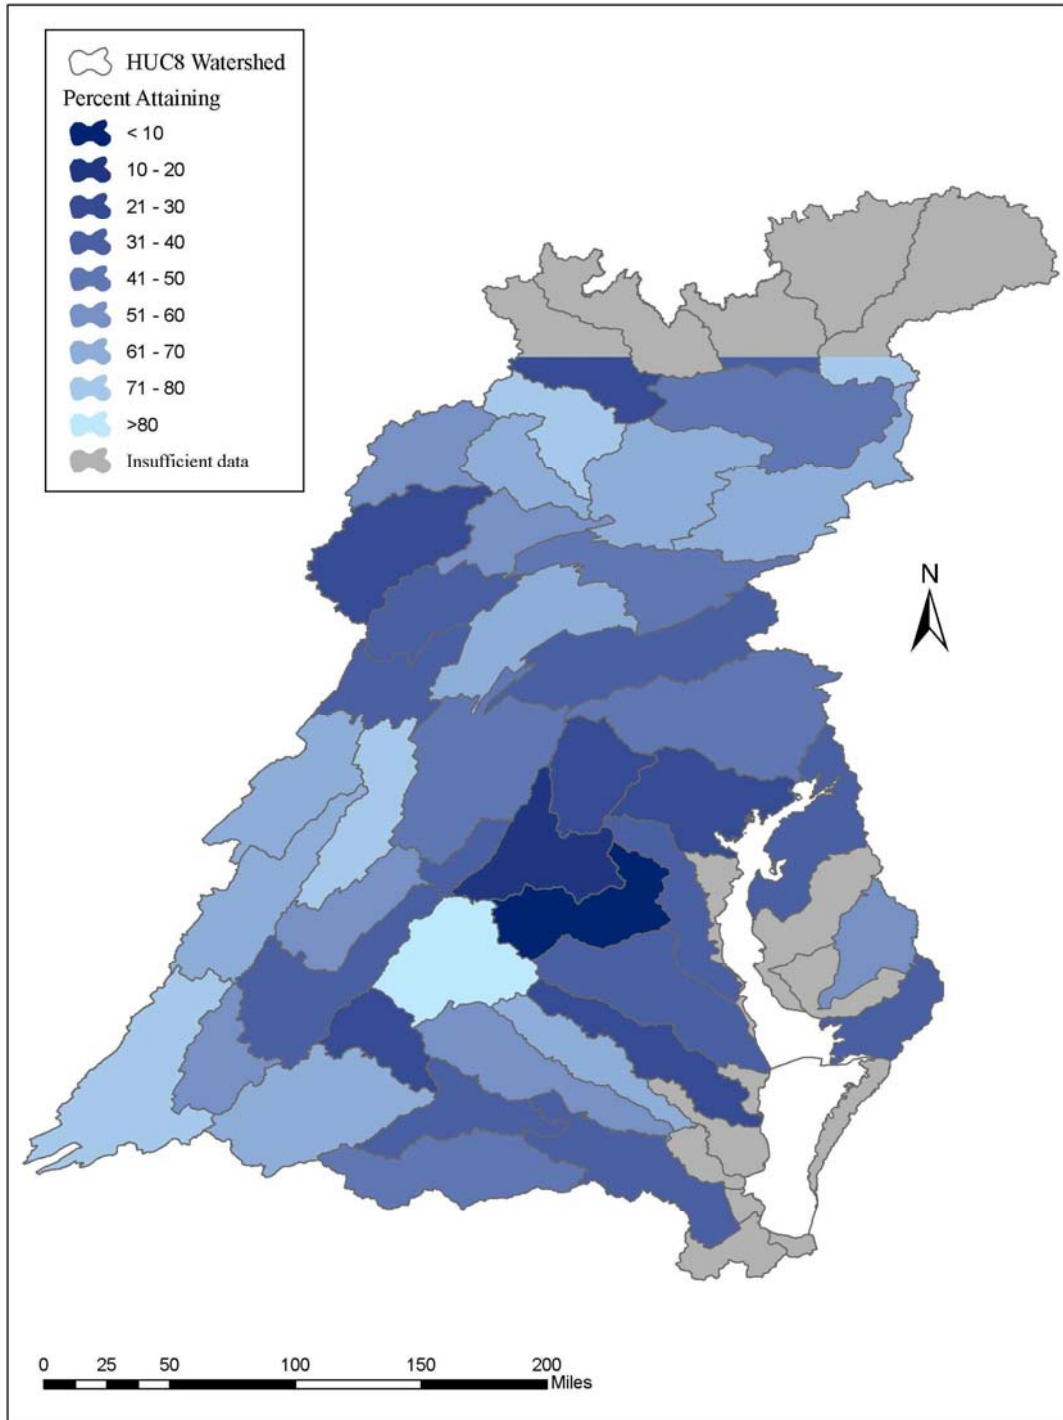 HUC8 Watershed
Percent Attaining
< 10
10 - 20
21 - 30
31 - 40
41 - 50
51 - 60
61 - 70
71 - 80
>80
Insufficient data
N
0 25 50 100 150 200
Miles